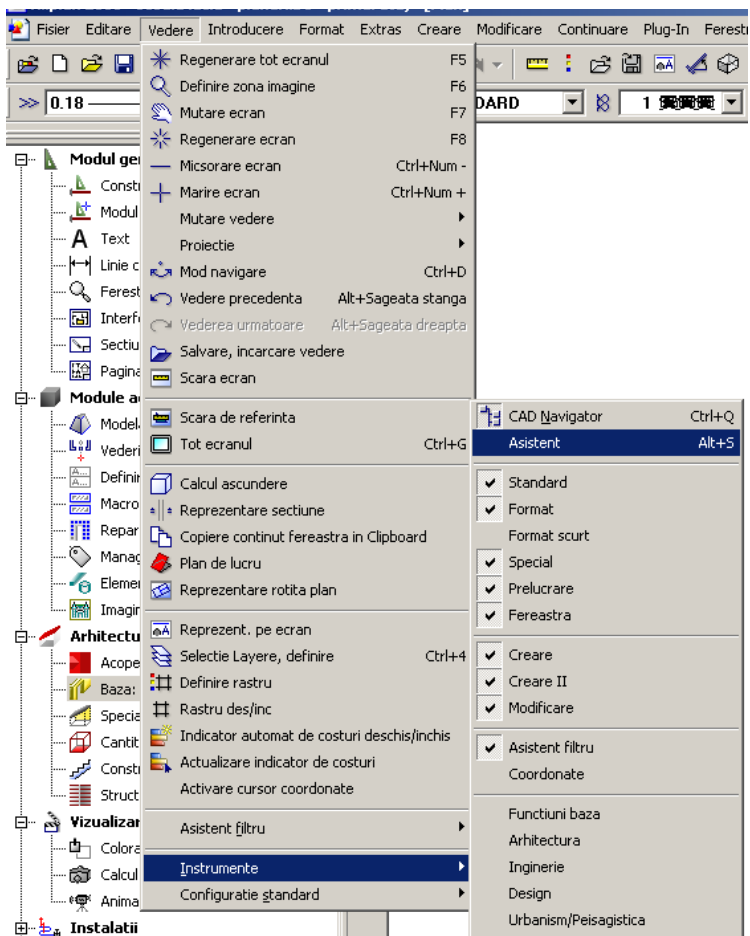 Fisier Editare Vedere Introducere Format Extras Creare Modificare Continuare Plug-In Ferestr
>> 0.18 DARD 1
Regenerare tot ecranul F5
Definire zona imagine F6
Mutare ecran F7
Regenerare ecran F8
Micsorare ecran Ctrl+Num -
Marire ecran Ctrl+Num +
Mutare vedere
Proiectie
Mod navigare Ctrl+D
Vedere precedenta Alt+Sageata stanga
Vederea urmatoare Alt+Sageata dreapta
Salvare, incarcare vedere
Scara ecran
Scara de referinta
Tot ecranul Ctrl+G
Calcul ascundere
Reprezentare sectiune
Copiere continut fereastra in Clipboard
Plan de lucru
Reprezentare rotita plan
Reprezent. pe ecran
Selectie Layere, definire Ctrl+4
Definire rastru
Rastru des/inc
Indicator automat de costuri deschis/inchis
Actualizare indicator de costuri
Activare cursor coordonate
Asistent filtru
Instrumente
Configuratie standard
Modul ger
Constr
Modul
Text
Linie c
Ferest
Interf
Sectiu
Pagina
Module a
Model
Vederi
Definir
Macro
Repar
Manag
Elemer
Imagin
Arhitectu
Acope
Baza:
Specia
Cantit
Constr
Struct
Vizualizar
Colora
Calcul
Anima
Instalatii
CAD Navigator Ctrl+Q
Asistent Alt+S
Standard
Format
Format scurt
Special
Prelucrare
Fereastra
Creare
Creare II
Modificare
Asistent filtru
Coordonate
Functiuni baza
Arhitectura
Inginerie
Design
Urbanism/Peisagistica